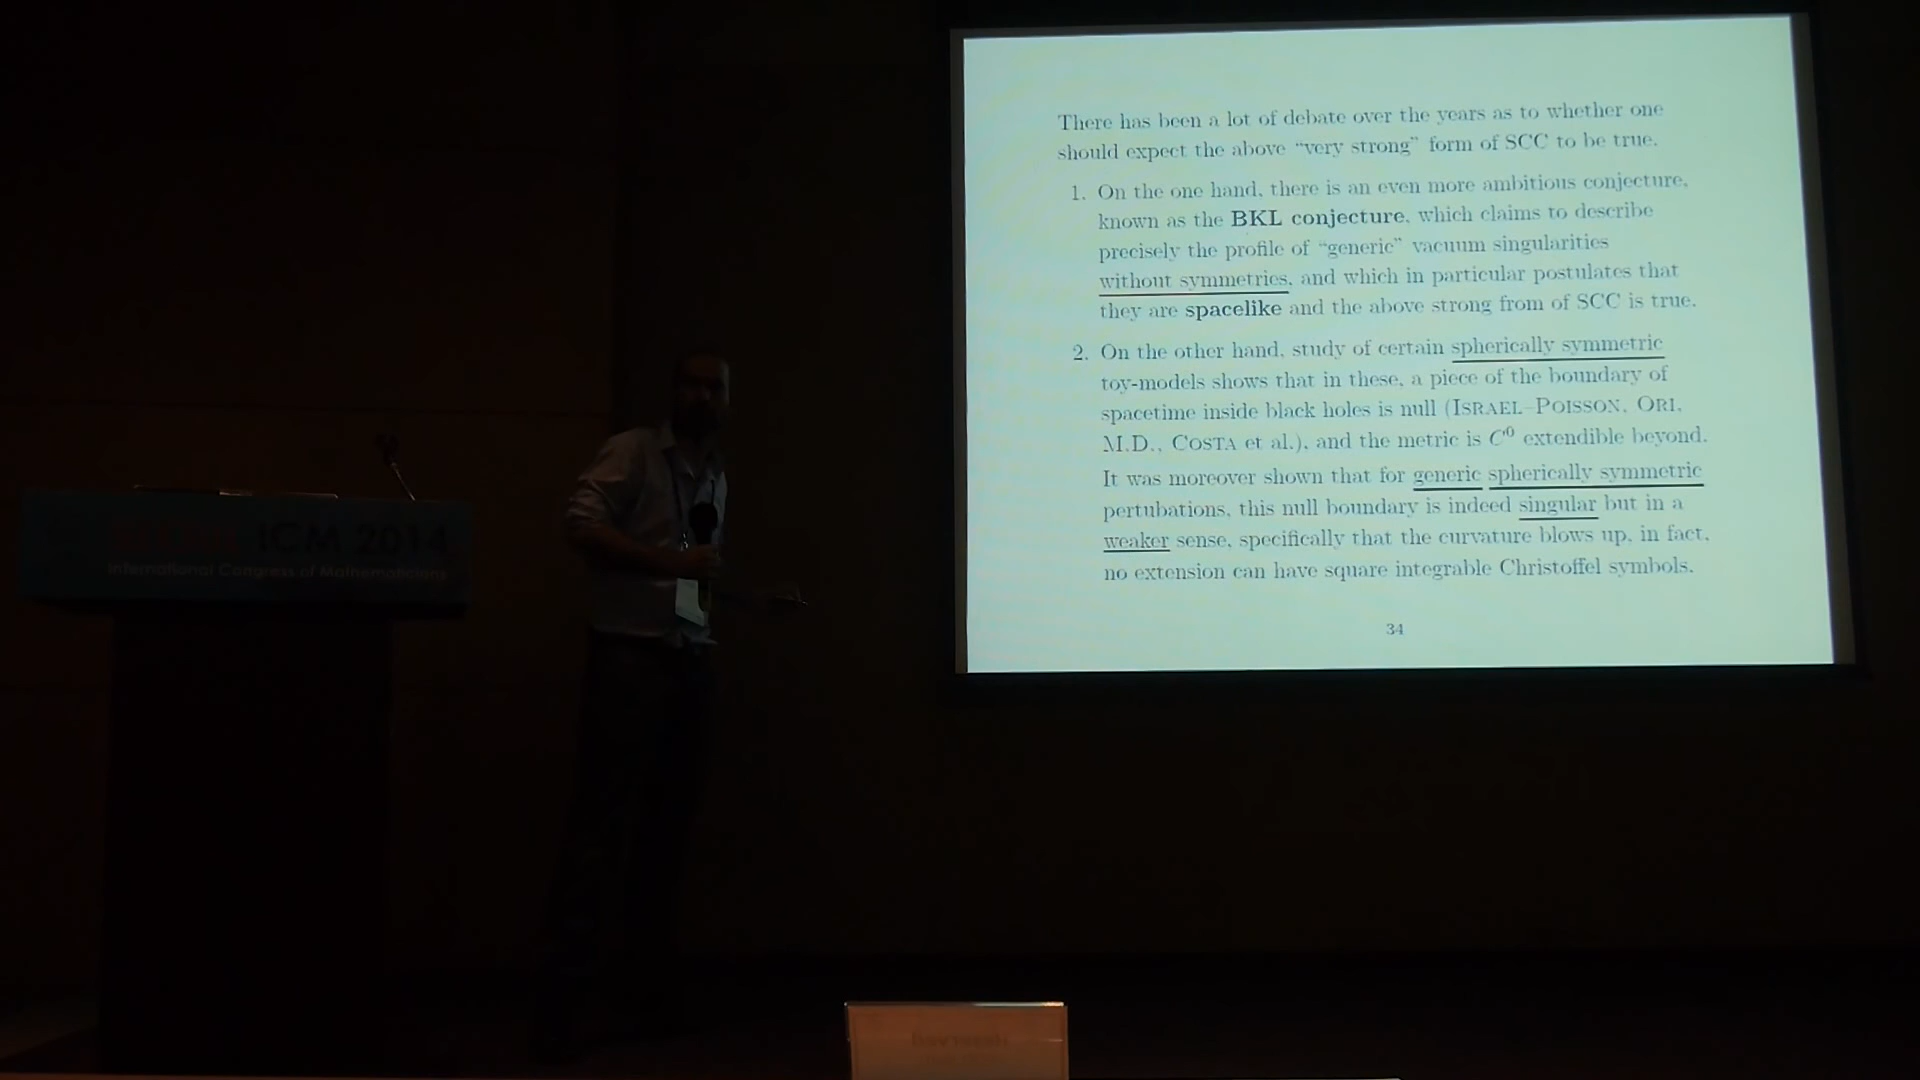 There has been a lot of debate over the years as to whether one
should expect the above “very strong” form of SCC to be true.
1. On the one hand, there is an even more ambitious conjecture,
known as the BKL conjecture, which claims to describe
precisely the profile of “generic” vacuum singularities
without symmetries, and which in particular postulates that
they are spacelike and the above strong from of SCC is true.
2. On the other hand, study of certain spherically symmetric
toy-models shows that in these, a piece of the boundary of
spacetime inside black holes is null (ISRAEL–POISSON, ORI,
M.D., COSTA et al.), and the metric is C⁰ extendible beyond.
It was moreover shown that for generic spherically symmetric
pertubations, this null boundary is indeed singular but in a
weaker sense, specifically that the curvature blows up, in fact,
no extension can have square integrable Christoffel symbols.
34
ICM 2014
International Congress of Mathematicians